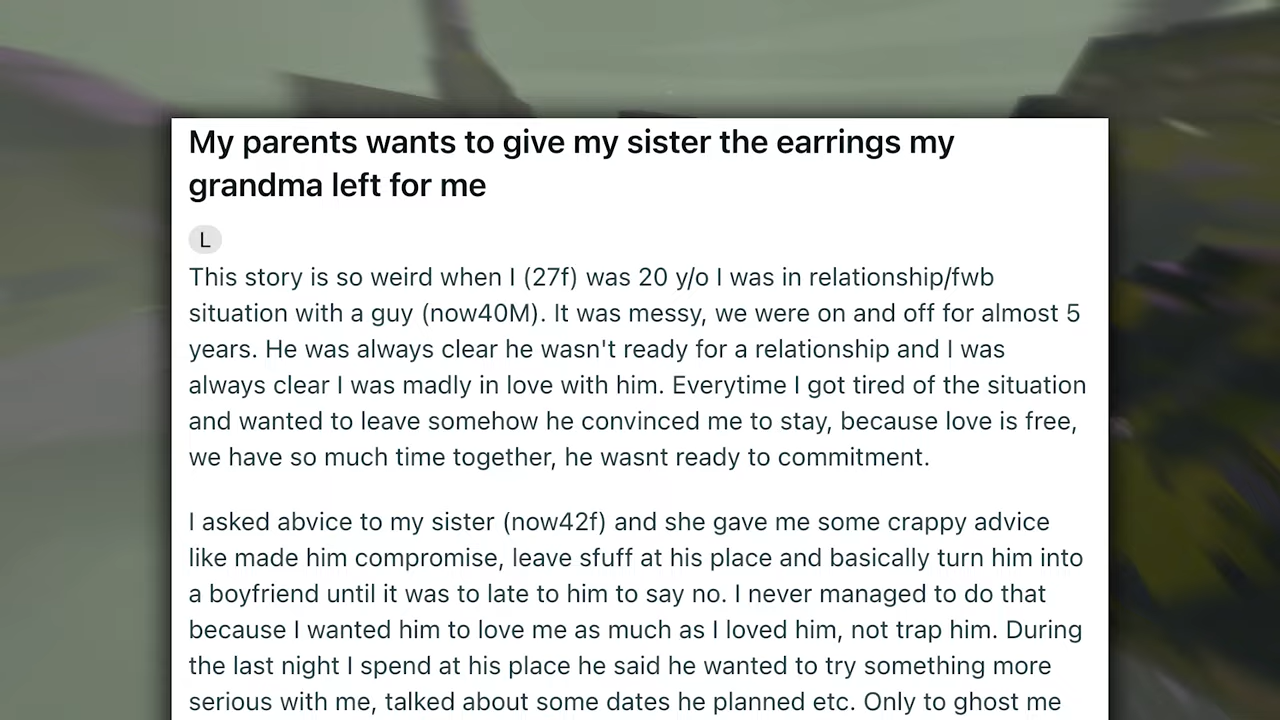 My parents wants to give my sister the earrings my
grandma left for me
L
This story is so weird when I (27f) was 20 y/o I was in relationship/fwb
situation with a guy (now40M). It was messy, we were on and off for almost 5
years. He was always clear he wasn't ready for a relationship and I was
always clear I was madly in love with him. Everytime I got tired of the situation
and wanted to leave somehow he convinced me to stay, because love is free,
we have so much time together, he wasnt ready to commitment.
I asked abvice to my sister (now42f) and she gave me some crappy advice
like made him compromise, leave sfuff at his place and basically turn him into
a boyfriend until it was to late to him to say no. I never managed to do that
because I wanted him to love me as much as I loved him, not trap him. During
the last night I spend at his place he said he wanted to try something more
serious with me, talked about some dates he planned etc. Only to ghost me